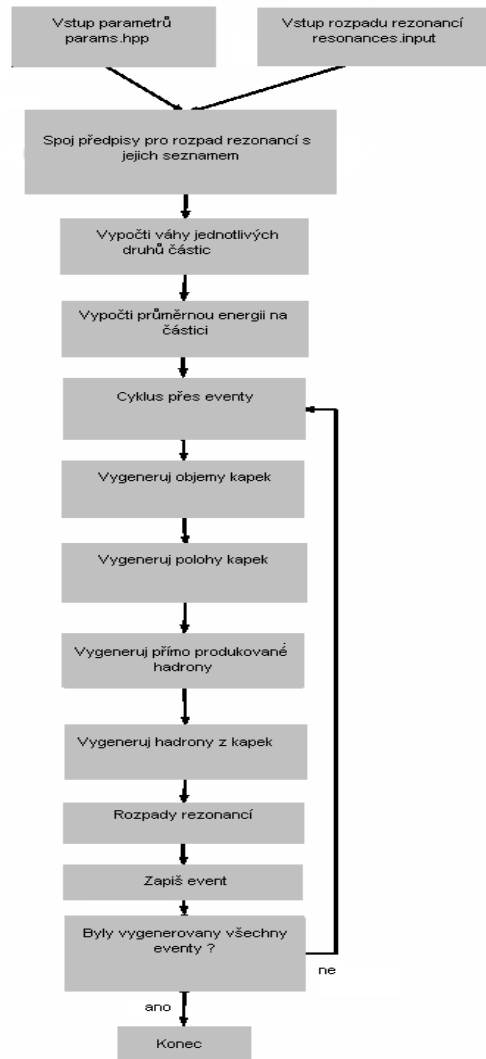 Vstup parametrů
params.hpp
Vstup rozpadu rezonancí
resonances.input
Spoj předpisy pro rozpad rezonancí s
jejich seznamem
Vypočti váhy jednotlivých
druhů částic
Vypočti průměrnou energii na
částici
Cyklus přes eventy
Vygeneruj objemy kapek
Vygeneruj polohy kapek
Vygeneruj přímo produkované
hadrony
Vygeneruj hadrony z kapek
Rozpady rezonancí
Zapiš event
Byly vygenerovany všechny
eventy ?
ne
ano
Konec